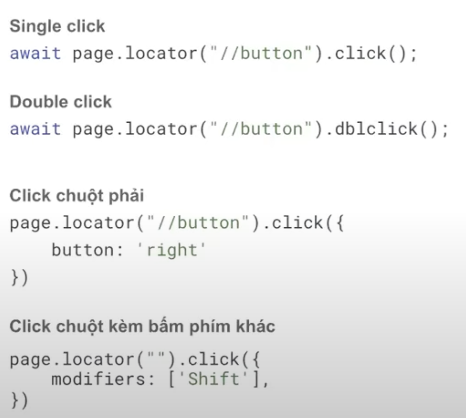 Single click
await page.locator("//button").click();
Double click
await page.locator("//button").dblclick();
Click chuột phải
page.locator("//button").click({
    button: 'right'
})
Click chuột kèm bấm phím khác
page.locator("").click({
    modifiers: ['Shift'],
})